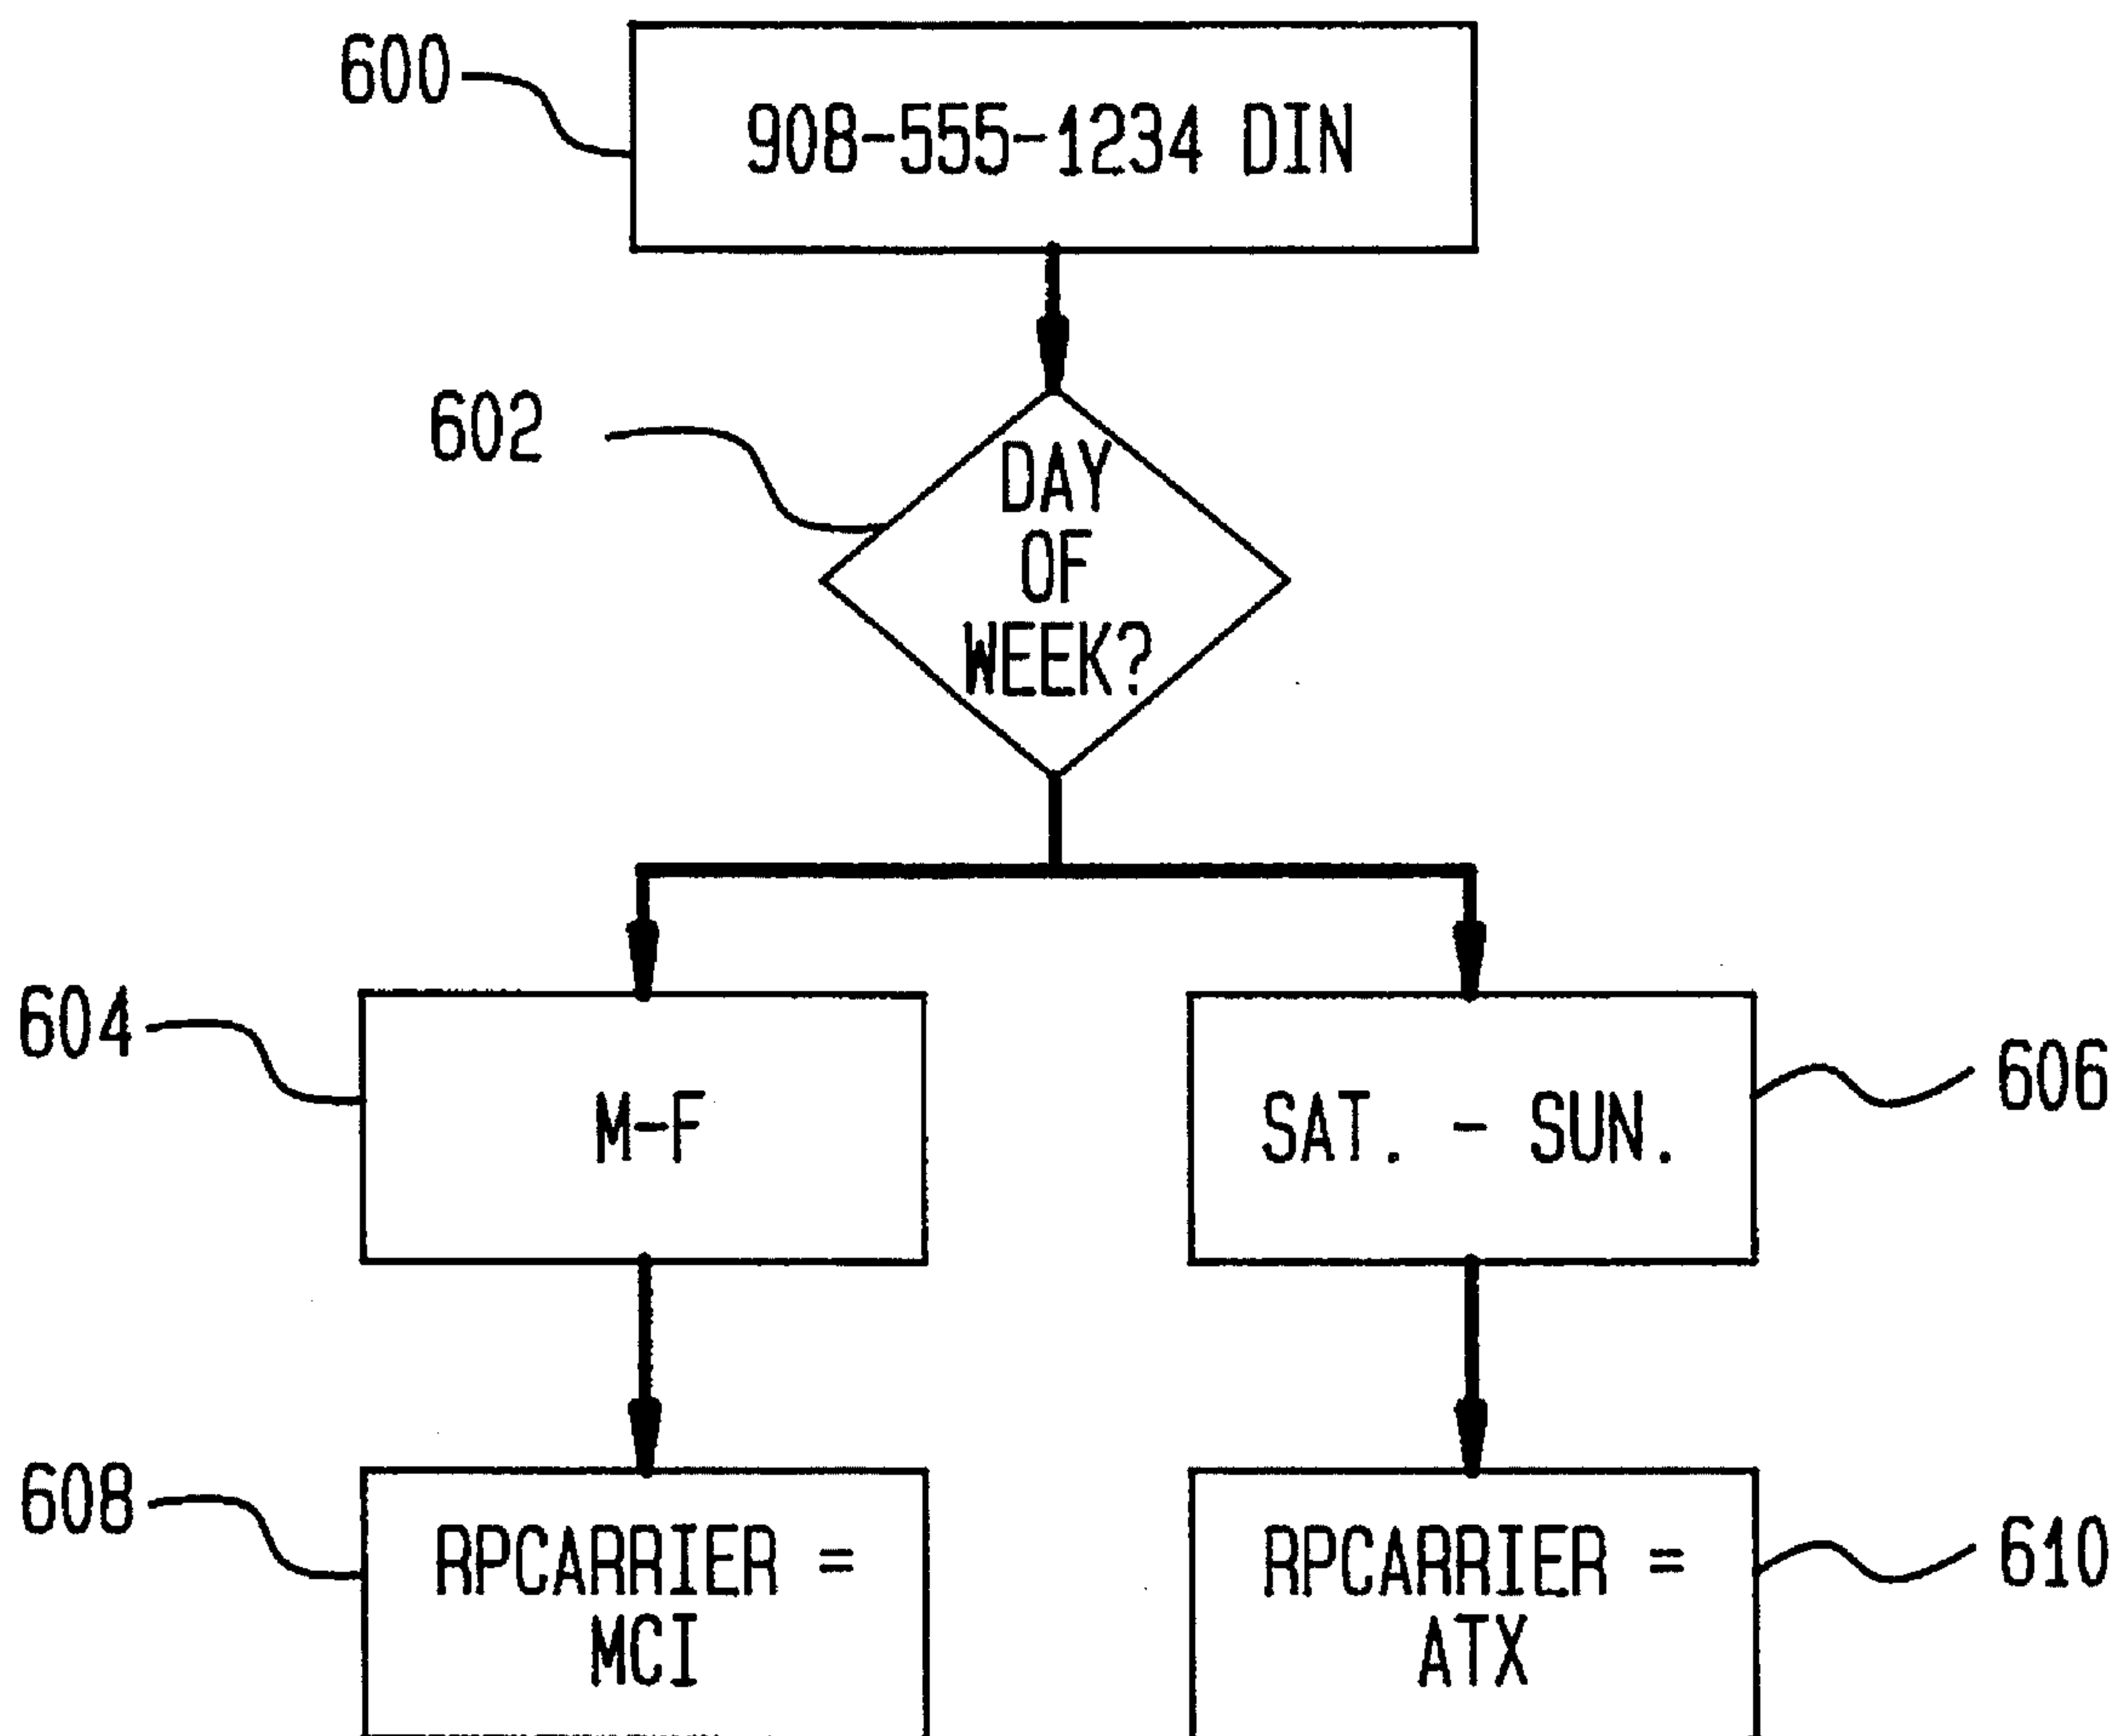 600
908-555-1234 DIN
602
DAY
OF
WEEK?
604
M-F
SAT. - SUN.
606
608
RPCARRIER =
MCI
RPCARRIER =
ATX
610